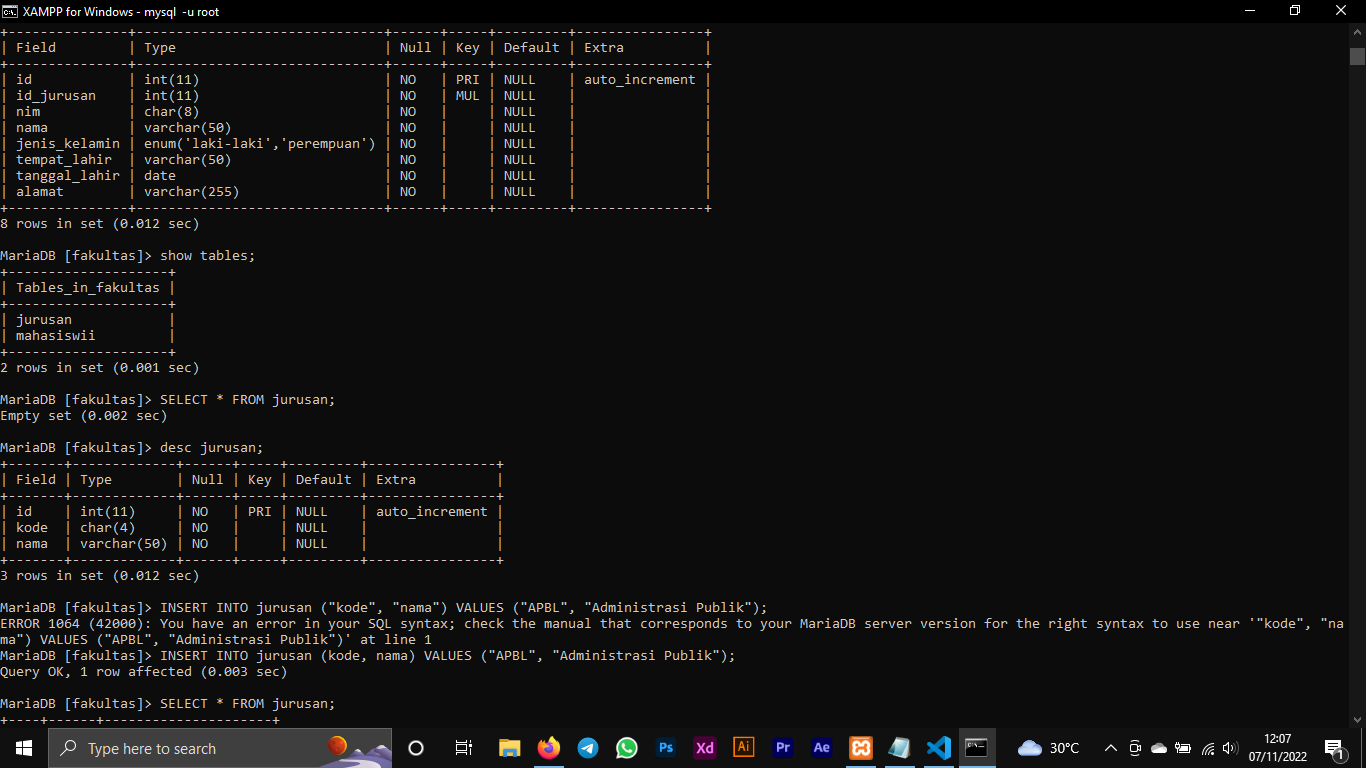 XAMPP for Windows - mysql  -u root
+---------------+-------------------------------+------+-----+---------+----------------+
| Field         | Type                          | Null | Key | Default | Extra          |
+---------------+-------------------------------+------+-----+---------+----------------+
| id            | int(11)                       | NO   | PRI | NULL    | auto_increment |
| id_jurusan    | int(11)                       | NO   | MUL | NULL    |                |
| nim           | char(8)                       | NO   |     | NULL    |                |
| nama          | varchar(50)                   | NO   |     | NULL    |                |
| jenis_kelamin | enum('laki-laki','perempuan') | NO   |     | NULL    |                |
| tempat_lahir  | varchar(50)                   | NO   |     | NULL    |                |
| tanggal_lahir | date                          | NO   |     | NULL    |                |
| alamat        | varchar(255)                  | NO   |     | NULL    |                |
+---------------+-------------------------------+------+-----+---------+----------------+
8 rows in set (0.012 sec)
MariaDB [fakultas]> show tables;
+--------------------+
| Tables_in_fakultas |
+--------------------+
| jurusan            |
| mahasiswii         |
+--------------------+
2 rows in set (0.001 sec)
MariaDB [fakultas]> SELECT * FROM jurusan;
Empty set (0.002 sec)
MariaDB [fakultas]> desc jurusan;
+-------+-------------+------+-----+---------+----------------+
| Field | Type        | Null | Key | Default | Extra          |
+-------+-------------+------+-----+---------+----------------+
| id    | int(11)     | NO   | PRI | NULL    | auto_increment |
| kode  | char(4)     | NO   |     | NULL    |                |
| nama  | varchar(50) | NO   |     | NULL    |                |
+-------+-------------+------+-----+---------+----------------+
3 rows in set (0.012 sec)
MariaDB [fakultas]> INSERT INTO jurusan ("kode", "nama") VALUES ("APBL", "Administrasi Publik");
ERROR 1064 (42000): You have an error in your SQL syntax; check the manual that corresponds to your MariaDB server version for the right syntax to use near '"kode", "na
ma") VALUES ("APBL", "Administrasi Publik")' at line 1
MariaDB [fakultas]> INSERT INTO jurusan (kode, nama) VALUES ("APBL", "Administrasi Publik");
Query OK, 1 row affected (0.003 sec)
MariaDB [fakultas]> SELECT * FROM jurusan;
+----+------+---------------------+
Type here to search
Ps
Xd
Ai
Pr
Ae
30°C
12:07
07/11/2022
1